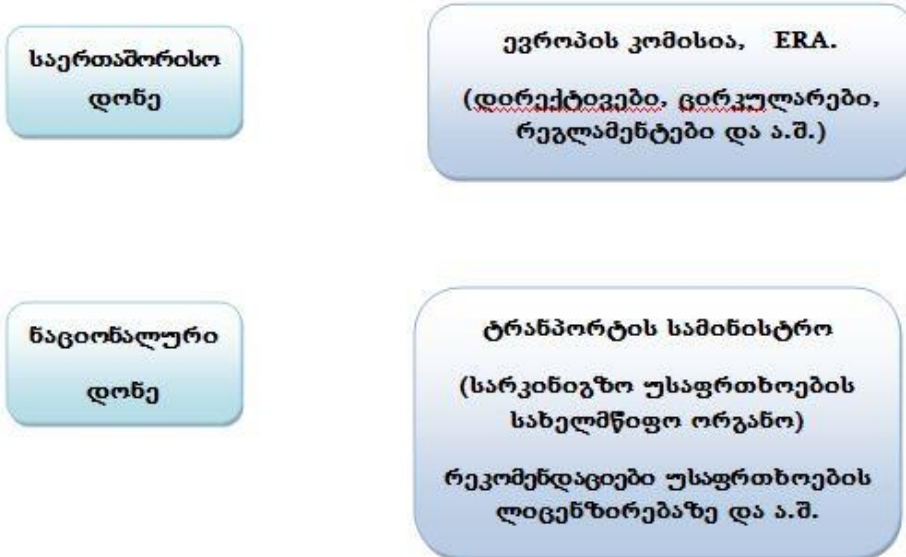 საერთაშორისო
დონე
ევროპის კომისია, ERA.
(დირექტივები, ცირკულარები,
რეგლამენტები და ა.შ.)
ნაციონალური
დონე
ტრანპორტის სამინისტრო
(სარკინიგზო უსაფრთხოების
სახელმწიფო ორგანო)
რეკომენდაციები უსაფრთხოების
ლიცენზირებაზე და ა.შ.